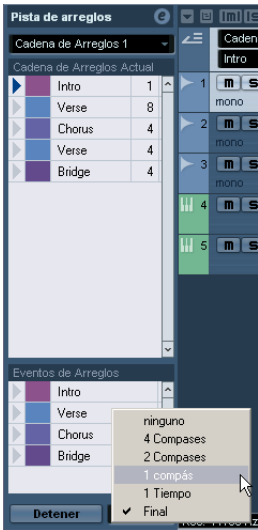 Pista de arreglos
Cadena de Arreglos 1
Cadena de Arreglos Actual
Intro 1
Verse 8
Chorus 4
Verse 4
Bridge 4
Eventos de Arreglos
Intro
Verse
Chorus
Bridge
Detener
ninguno
4 Compases
2 Compases
1 compás
1 Tiempo
✓ Final
Caden
Intro
1 m S
mono
2 m S
mono
3 m S
mono
4 m S
5 m S